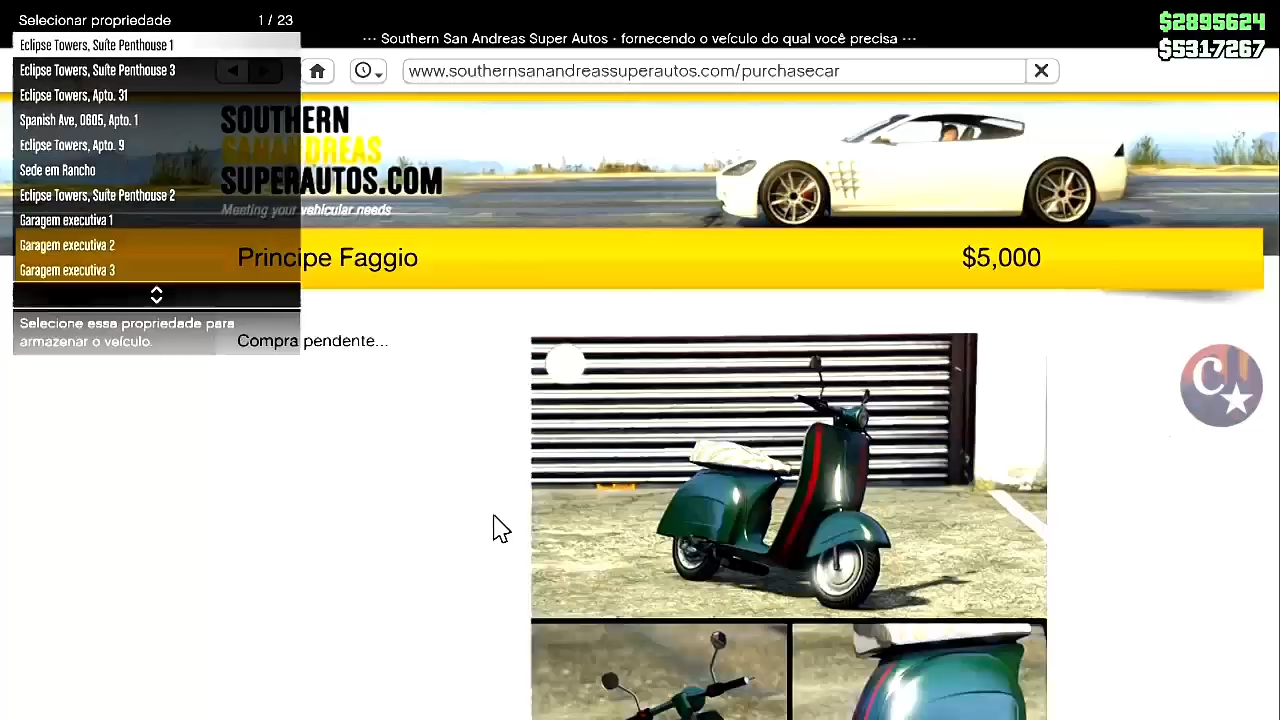 Selecionar propriedade 1 / 23
Eclipse Towers, Suíte Penthouse 1
Eclipse Towers, Suíte Penthouse 3
Eclipse Towers, Apto. 31
Spanish Ave, 0605, Apto. 1
Eclipse Towers, Apto. 9
Sede em Rancho
Eclipse Towers, Suíte Penthouse 2
Garagem executiva 1
Garagem executiva 2
Garagem executiva 3
Selecione essa propriedade para
armazenar o veículo.
$2895624
$5317267
··· Southern San Andreas Super Autos - fornecendo o veículo do qual você precisa ···
www.southernsanandreassuperautos.com/purchasecar
SOUTHERN
SANANDREAS
SUPERAUTOS.COM
Meeting your vehicular needs
Principe Faggio $5,000
Compra pendente...
C